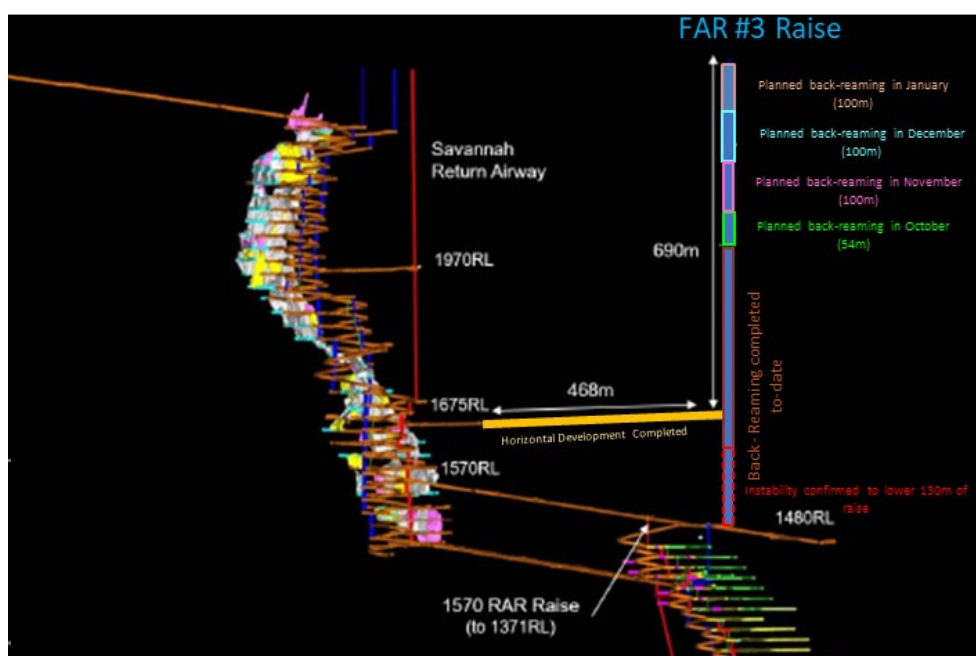 FAR #3 Raise
Planned back-reaming in January
(100m)
Savannah
Return Airway
Planned back-reaming in December
(100m)
Planned back-reaming in November
(100m)
Planned back-reaming in October
(54m)
690m
1970RL
Back- Reaming completed
to-date
468m
1675RL
Horizontal Development Completed
1570RL
Instability confirmed to lower 130m of
raise
1480RL
1570 RAR Raise
(to 1371RL)